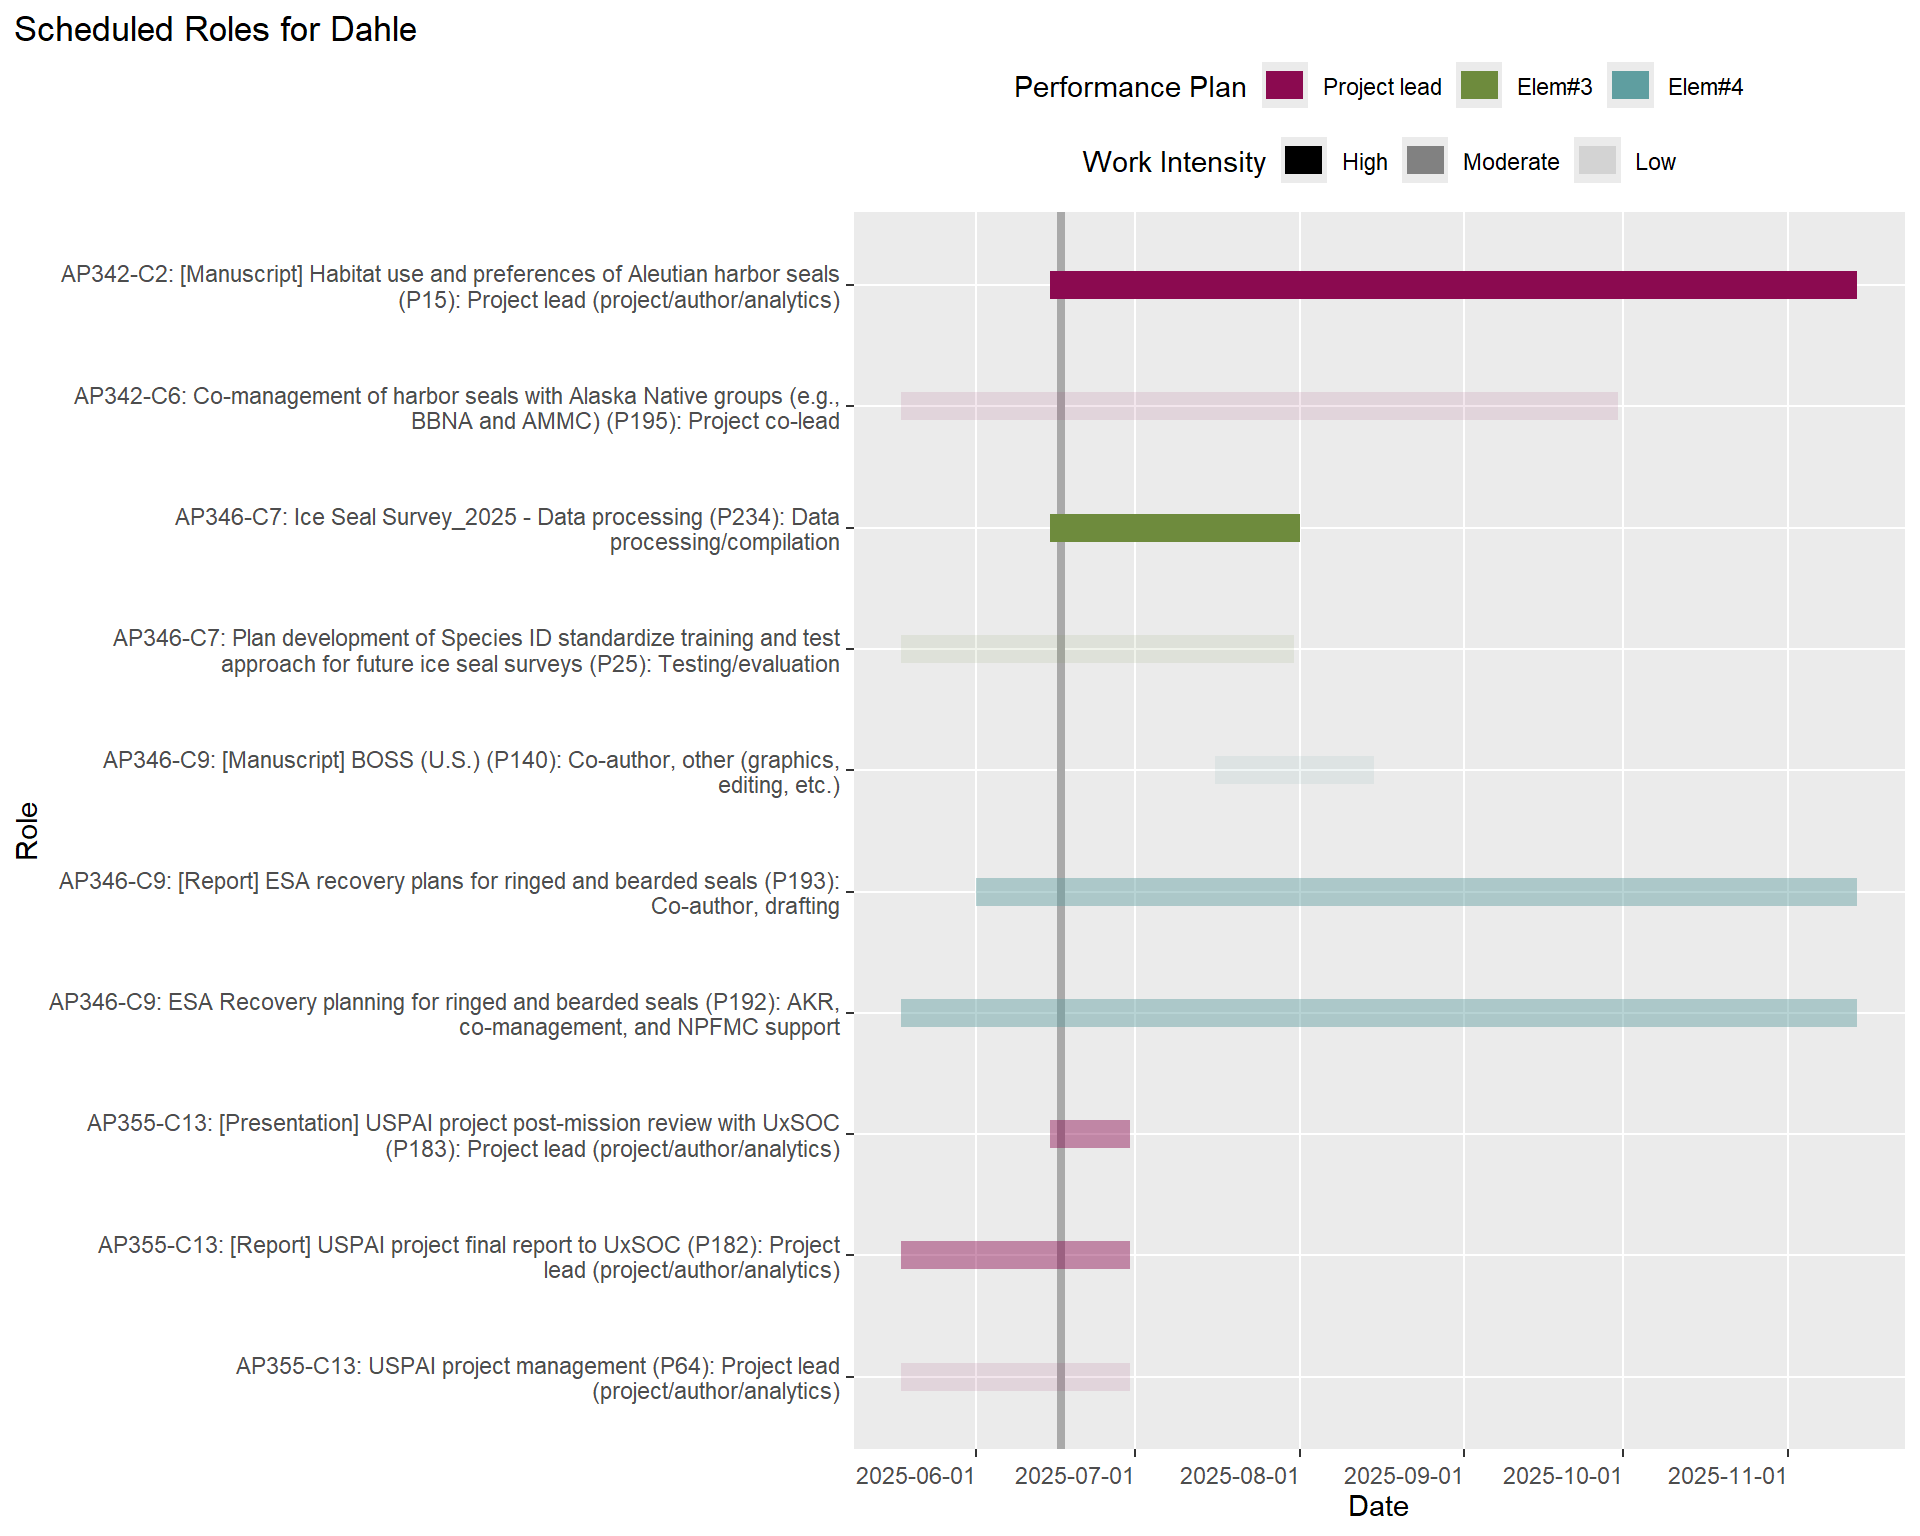 Scheduled Roles for Dahle
Performance Plan Project lead Elem#3 Elem#4
Work Intensity High Moderate Low
AP342-C2: [Manuscript] Habitat use and preferences of Aleutian harbor seals
(P15): Project lead (project/author/analytics)
AP342-C6: Co-management of harbor seals with Alaska Native groups (e.g.,
BBNA and AMMC) (P195): Project co-lead
AP346-C7: Ice Seal Survey_2025 - Data processing (P234): Data
processing/compilation
AP346-C7: Plan development of Species ID standardize training and test
approach for future ice seal surveys (P25): Testing/evaluation
AP346-C9: [Manuscript] BOSS (U.S.) (P140): Co-author, other (graphics,
editing, etc.)
AP346-C9: [Report] ESA recovery plans for ringed and bearded seals (P193):
Co-author, drafting
AP346-C9: ESA Recovery planning for ringed and bearded seals (P192): AKR,
co-management, and NPFMC support
AP355-C13: [Presentation] USPAI project post-mission review with UxSOC
(P183): Project lead (project/author/analytics)
AP355-C13: [Report] USPAI project final report to UxSOC (P182): Project
lead (project/author/analytics)
AP355-C13: USPAI project management (P64): Project lead
(project/author/analytics)
Role
2025-06-01 2025-07-01 2025-08-01 2025-09-01 2025-10-01 2025-11-01
Date